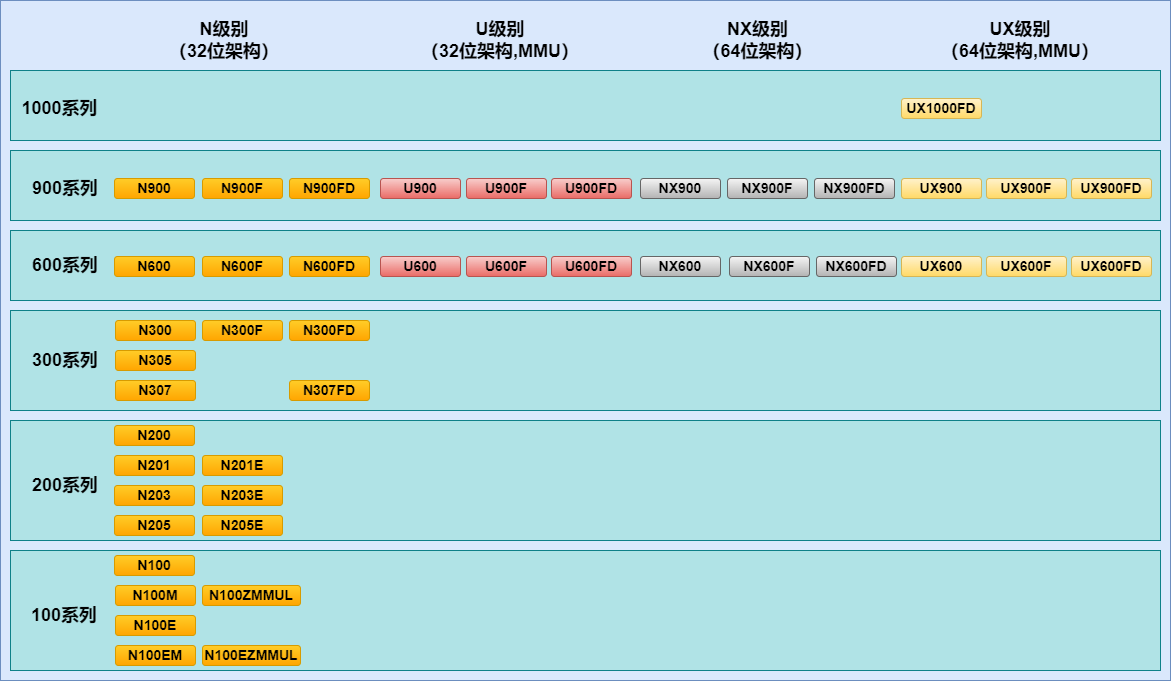 N级别 U级别 NX级别 UX级别
（32位架构） （32位架构,MMU） （64位架构） （64位架构,MMU）
1000系列 UX1000FD
900系列 N900 N900F N900FD U900 U900F U900FD NX900 NX900F NX900FD UX900 UX900F UX900FD
600系列 N600 N600F N600FD U600 U600F U600FD NX600 NX600F NX600FD UX600 UX600F UX600FD
N300 N300F N300FD
300系列 N305
N307 N307FD
N200
N201 N201E
200系列 N203 N203E
N205 N205E
N100
N100M N100ZMMUL
100系列 N100E
N100EM N100EZMMUL